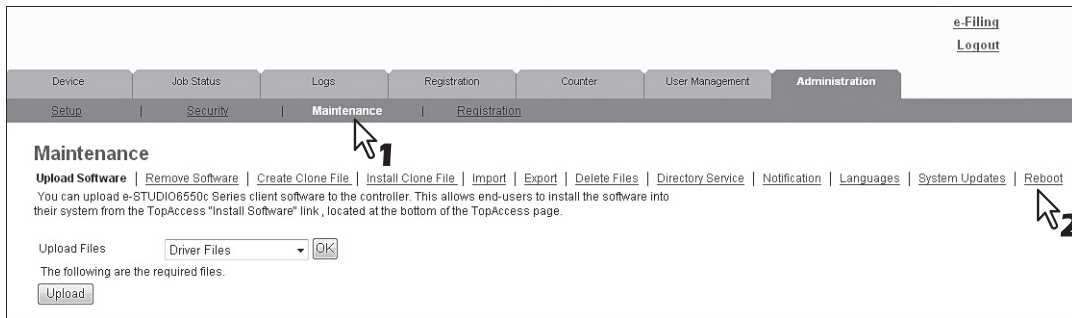 e-Filing
Logout
Device Job Status Logs Registration Counter User Management Administration
Setup | Security | Maintenance | Registration
1
Maintenance
Upload Software | Remove Software | Create Clone File | Install Clone File | Import | Export | Delete Files | Directory Service | Notification | Languages | System Updates | Reboot
You can upload e-STUDIO6550c Series client software to the controller. This allows end-users to install the software into
their system from the TopAccess "Install Software" link , located at the bottom of the TopAccess page.
2
Upload Files Driver Files OK
The following are the required files.
Upload